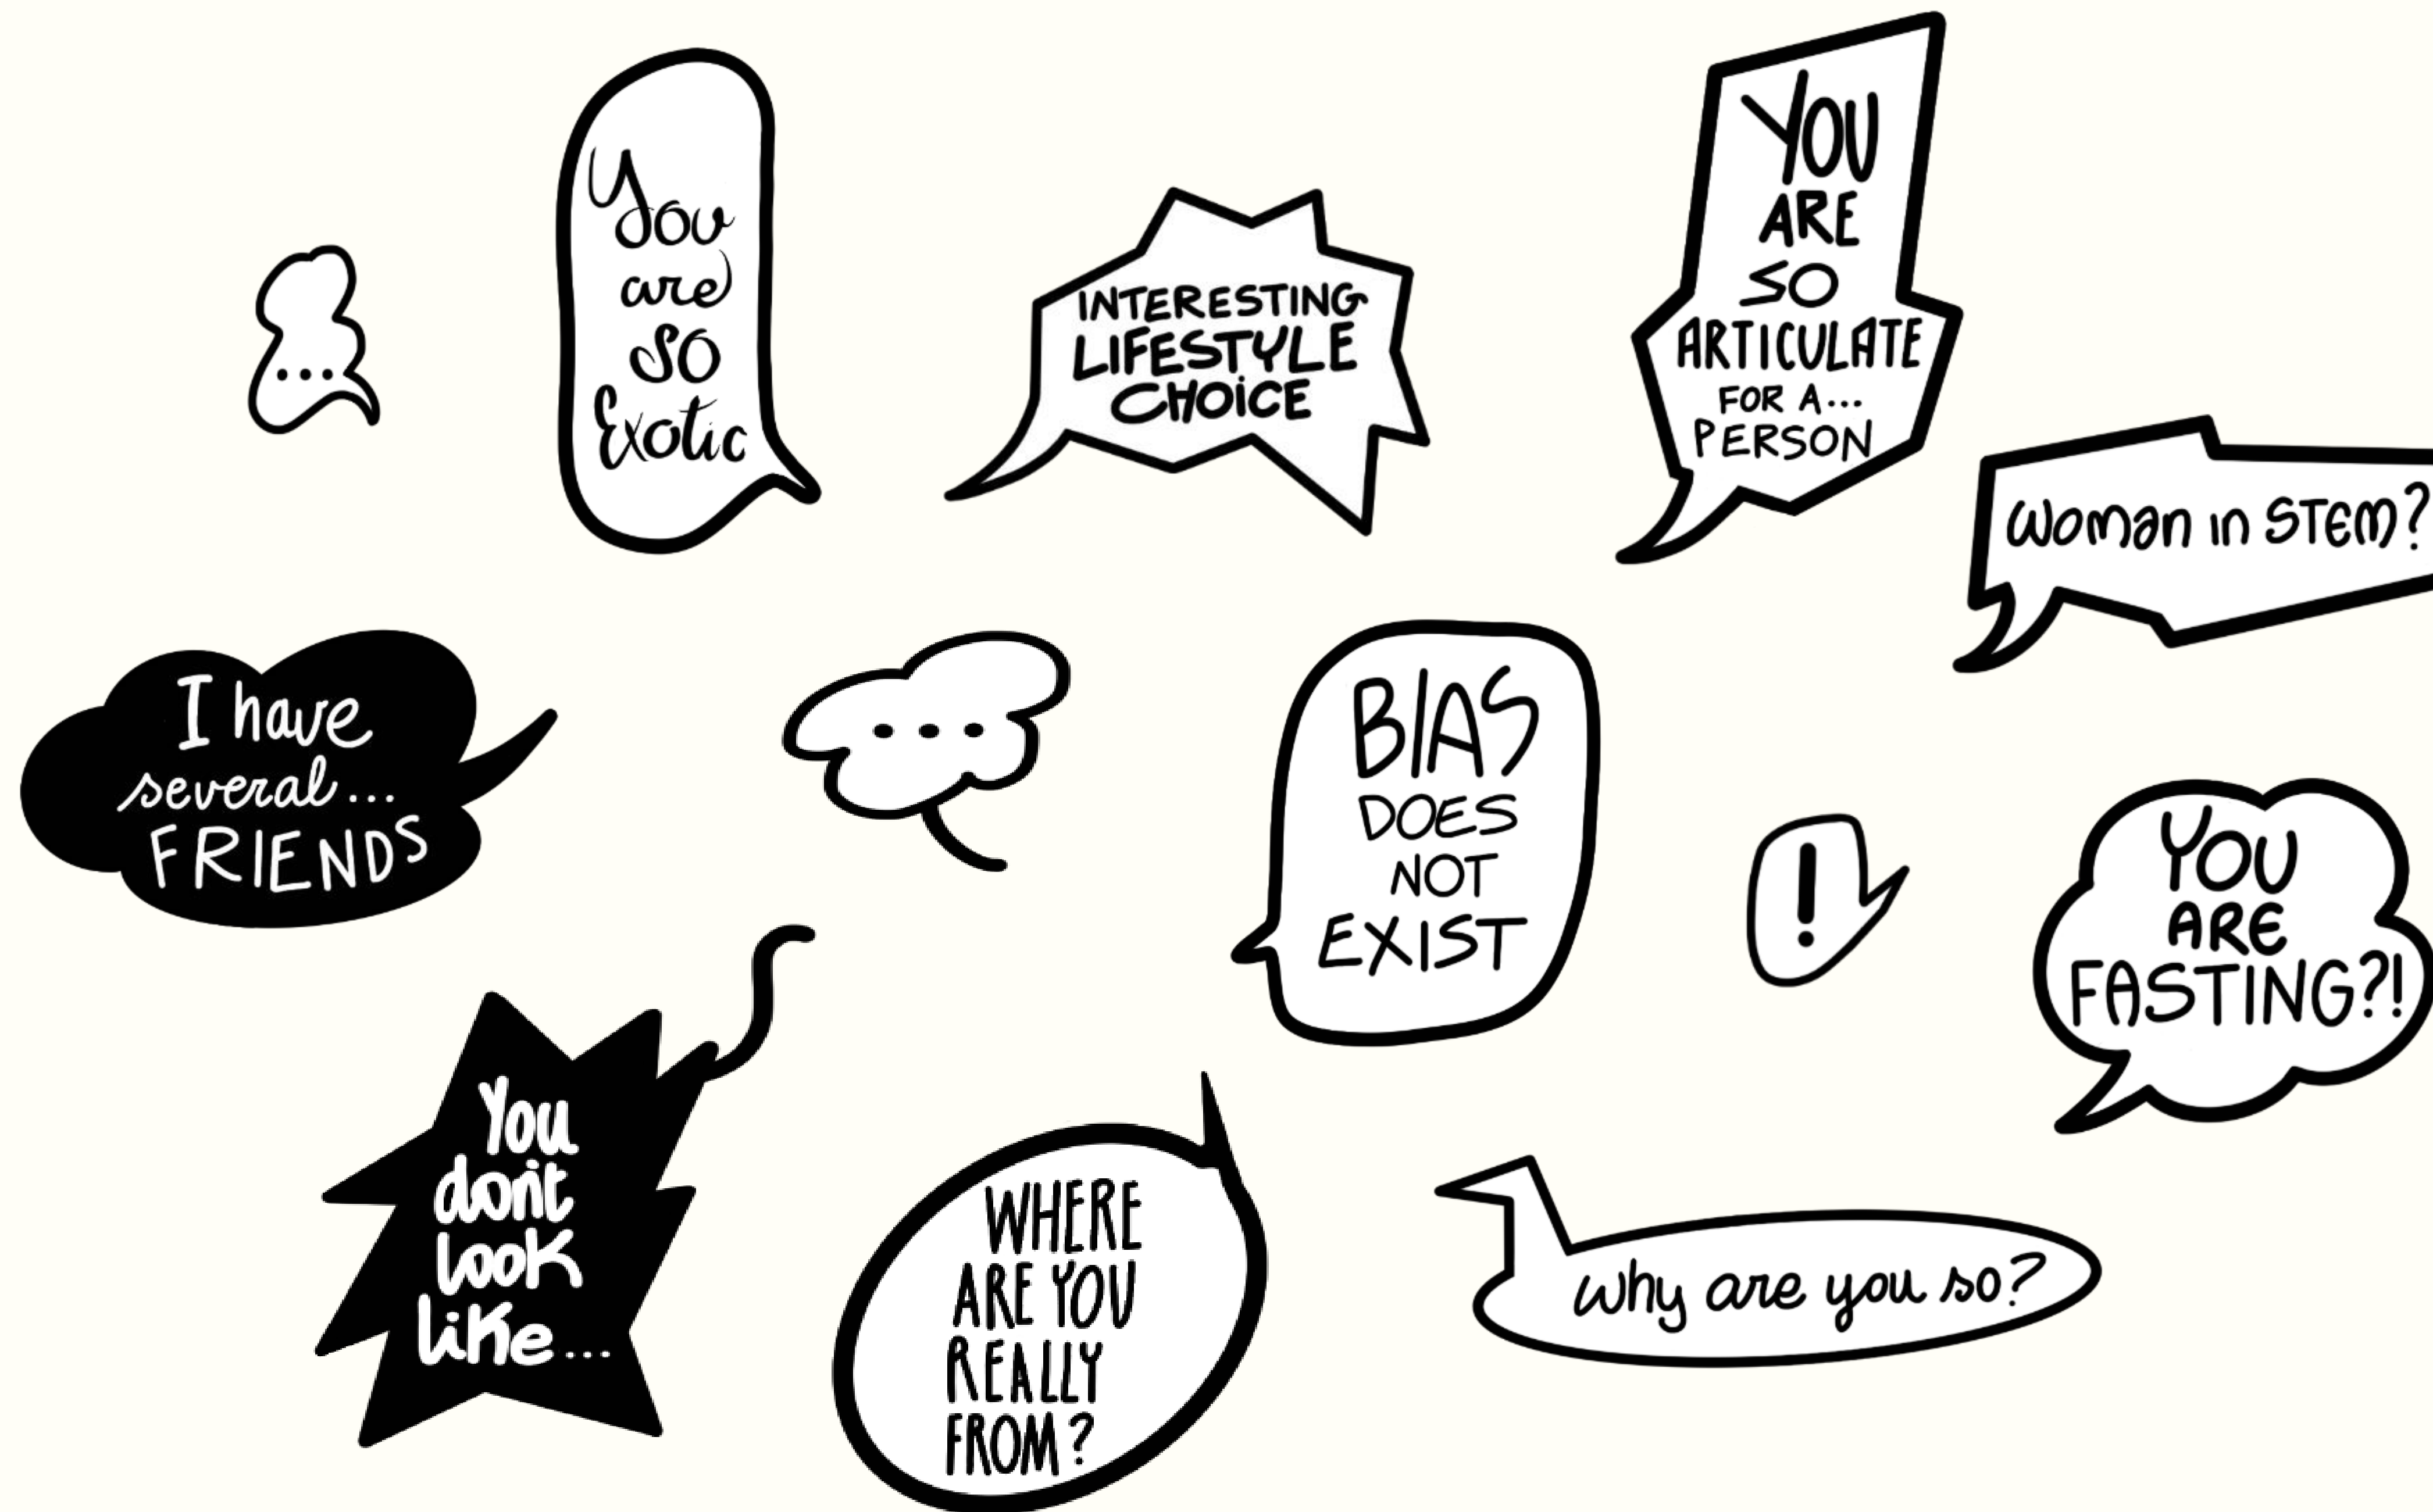 ...
You
are
so
Exotic
INTERESTING
LIFESTYLE
CHOICE
YOU
ARE
SO
ARTICULATE
FOR A...
PERSON
woman in STEM?
I have
several...
FRIENDS
...
BIAS
DOES
NOT
EXIST
!
YOU
ARE
FASTING?!
You
don't
look
like...
WHERE
ARE YOU
REALLY
FROM?
why are you so?